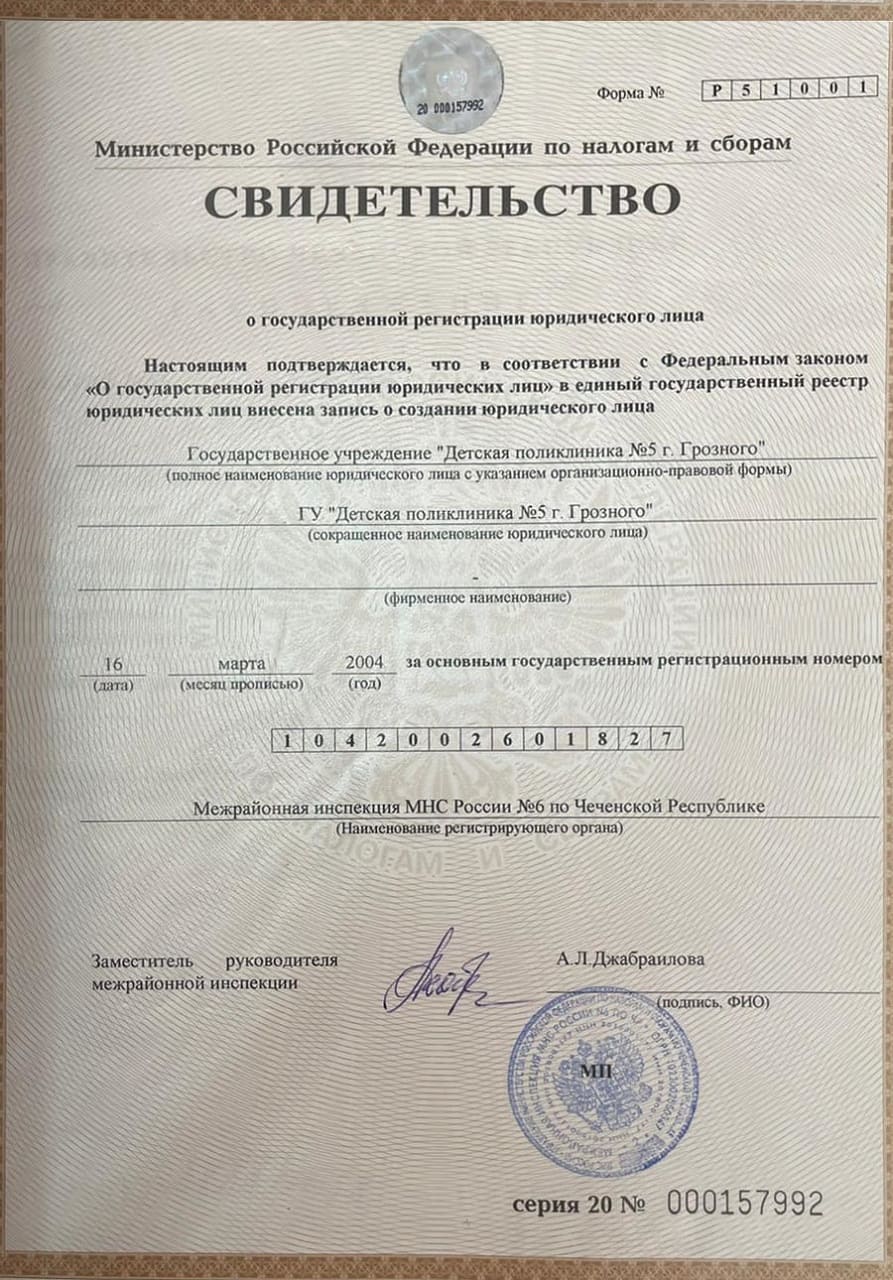 20 000157992
Форма № Р 5 1 0 0 1
Министерство Российской Федерации по налогам и сборам
СВИДЕТЕЛЬСТВО
о государственной регистрации юридического лица
Настоящим подтверждается, что в соответствии с Федеральным законом
«О государственной регистрации юридических лиц» в единый государственный реестр
юридических лиц внесена запись о создании юридического лица
Государственное учреждение "Детская поликлиника №5 г. Грозного"
(полное наименование юридического лица с указанием организационно-правовой формы)
ГУ "Детская поликлиника №5 г. Грозного"
(сокращенное наименование юридического лица)
-
(фирменное наименование)
16 марта 2004 за основным государственным регистрационным номером
(дата) (месяц прописью) (год)
1 0 4 2 0 0 2 6 0 1 8 2 7
Межрайонная инспекция МНС России №6 по Чеченской Республике
(Наименование регистрирующего органа)
Заместитель руководителя
межрайонной инспекции
А.Л.Джабраилова
(подпись, ФИО)
МП
серия 20 № 000157992